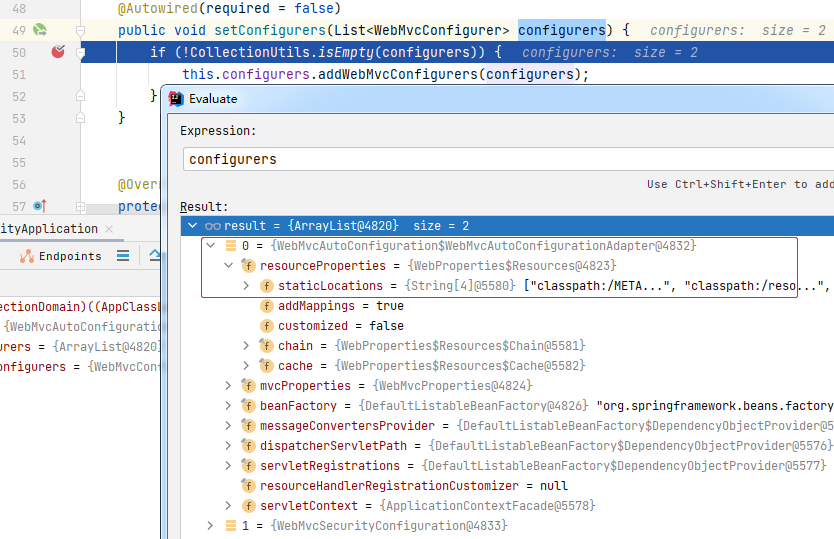 48 @Autowired(required = false)
49 public void setConfigurers(List<WebMvcConfigurer> configurers) { configurers: size = 2
50 if (!CollectionUtils.isEmpty(configurers)) { configurers: size = 2
51 this.configurers.addWebMvcConfigurers(configurers);
52 }
53 }
54
55
56 @Over
57 prote
Evaluate
Expression:
configurers
Use Ctrl+Shift+Enter to add
Result:
result = {ArrayList@4820} size = 2
0 = {WebMvcAutoConfiguration$WebMvcAutoConfigurationAdapter@4832}
resourceProperties = {WebProperties$Resources@4823}
staticLocations = {String[4]@5580} ["classpath:/META...", "classpath:/reso...",
addMappings = true
customized = false
chain = {WebProperties$Resources$Chain@5581}
cache = {WebProperties$Resources$Cache@5582}
mvcProperties = {WebMvcProperties@4824}
beanFactory = {DefaultListableBeanFactory@4826} "org.springframework.beans.factory
messageConvertersProvider = {DefaultListableBeanFactory$DependencyObjectProvider@5
dispatcherServletPath = {DefaultListableBeanFactory$DependencyObjectProvider@5576}
servletRegistrations = {DefaultListableBeanFactory$DependencyObjectProvider@5577}
resourceHandlerRegistrationCustomizer = null
servletContext = {ApplicationContextFacade@5578}
1 = {WebMvcSecurityConfiguration@4833}
ityApplication
Endpoints
ectionDomain)((AppClassL
{WebMvcAutoConfiguratio
urers = {ArrayList@4820}
onfigurers = {WebMvcConf